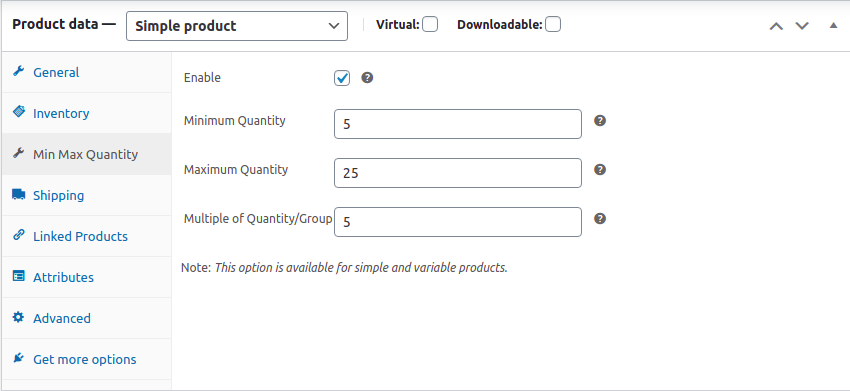 Product data — Simple product Virtual: Downloadable:
General
Inventory
Min Max Quantity
Shipping
Linked Products
Attributes
Advanced
Get more options
Enable ?
Minimum Quantity 5 ?
Maximum Quantity 25 ?
Multiple of Quantity/Group 5 ?
Note: This option is available for simple and variable products.